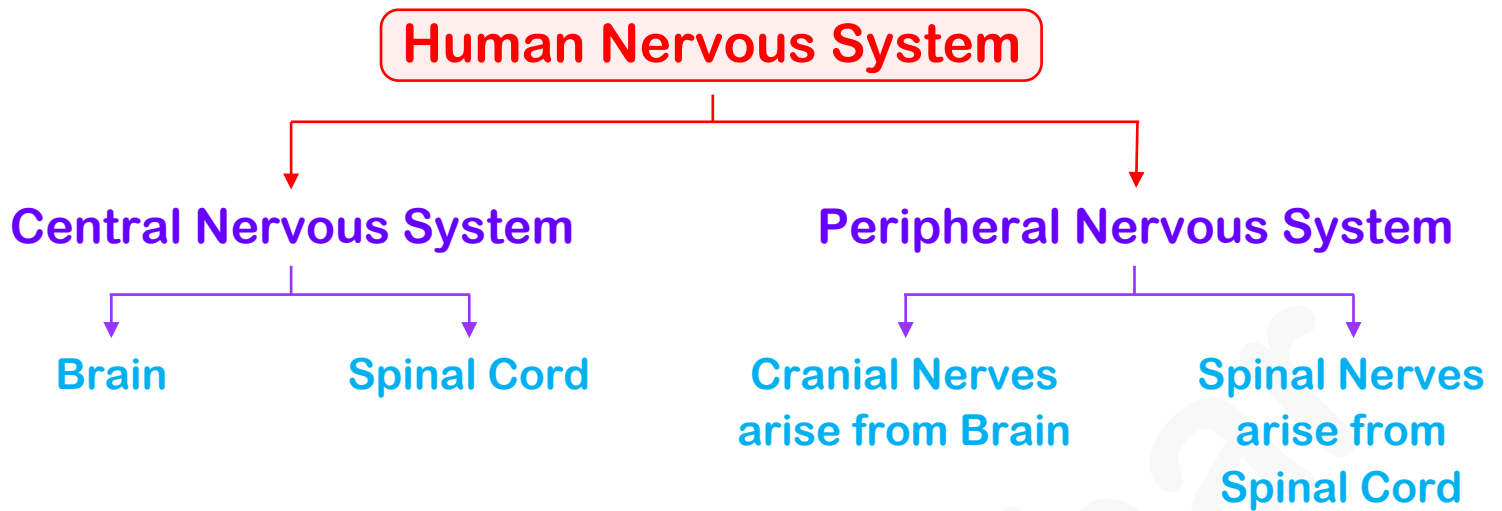 Human Nervous System
Central Nervous System
Peripheral Nervous System
Brain
Spinal Cord
Cranial Nerves
arise from Brain
Spinal Nerves
arise from
Spinal Cord